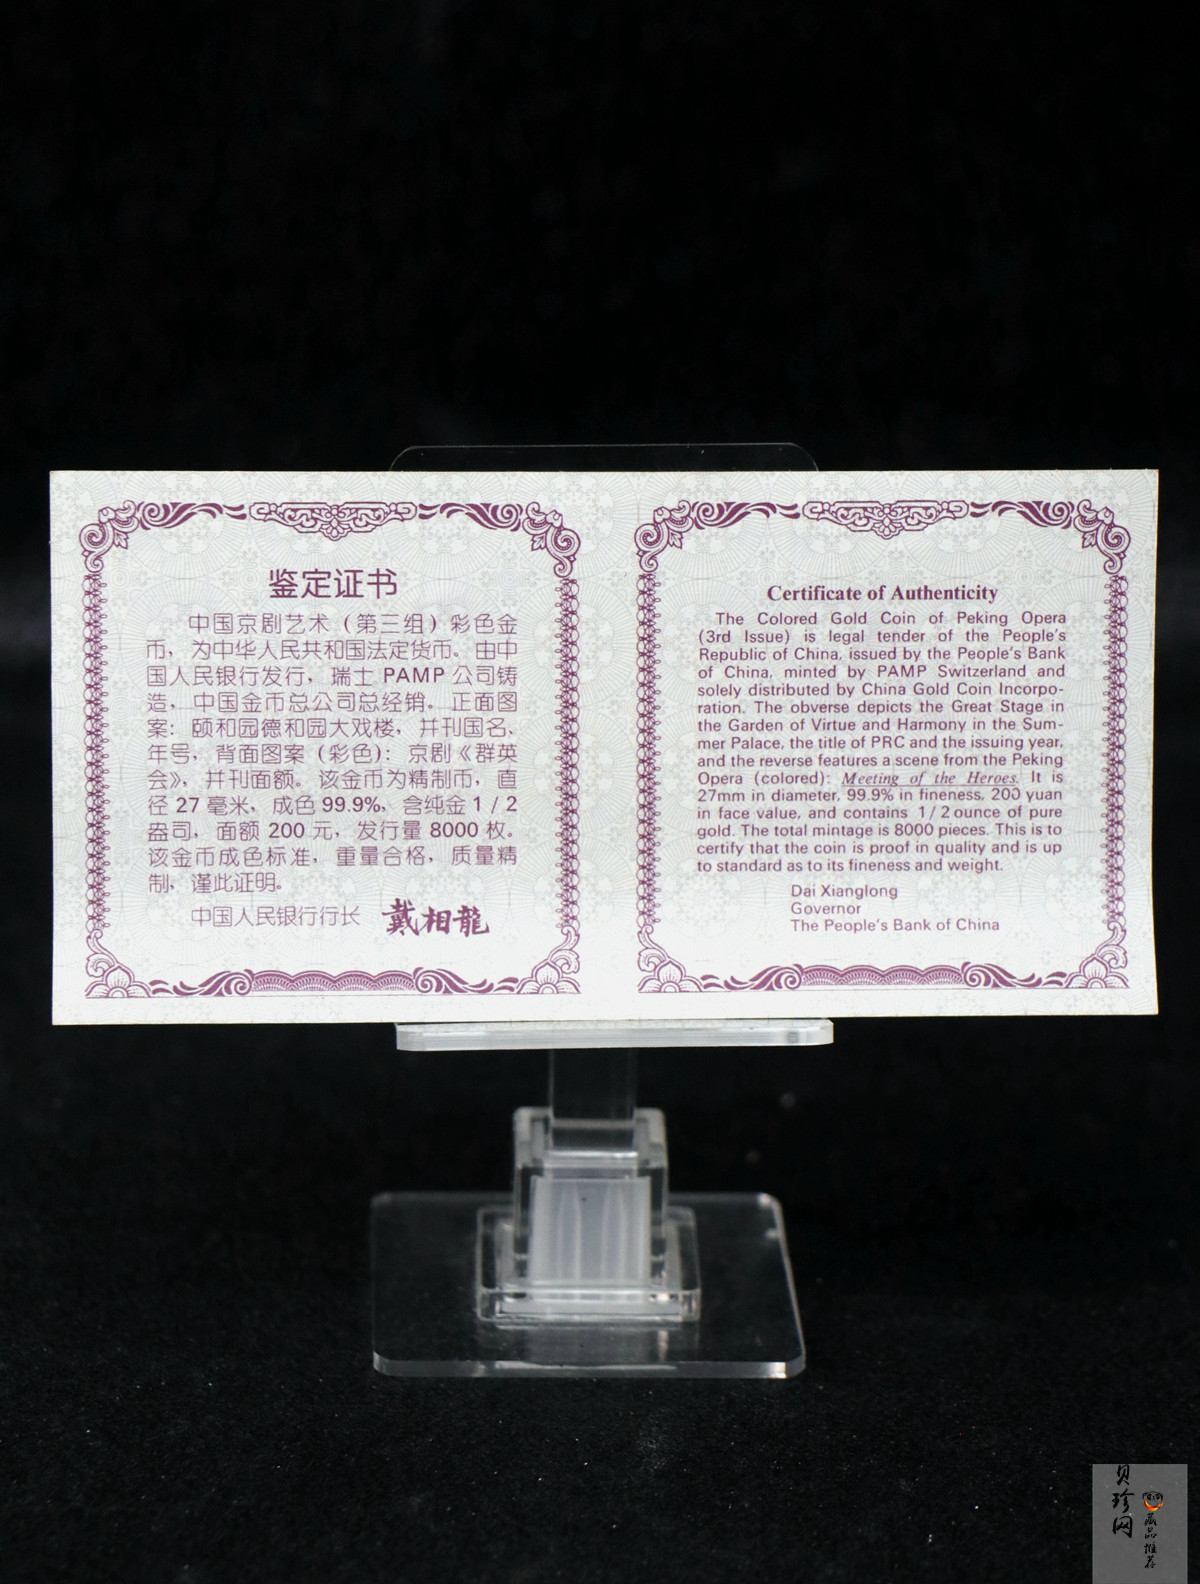 鉴定证书
中国京剧艺术（第三组）彩色金
币，为中华人民共和国法定货币。由中
国人民银行发行，瑞士 PAMP 公司铸
造，中国金币总公司总经销。正面图
案：颐和园德和园大戏楼，并刊国名、
年号，背面图案（彩色）：京剧《群英
会》，并刊面额。该金币为精制币，直
径 27 毫米，成色 99.9%，含纯金 1 / 2
盎司，面额 200 元，发行量 8000 枚。
该金币成色标准，重量合格，质量精
制，谨此证明。
中国人民银行行长 戴相龍
Certificate of Authenticity
The Colored Gold Coin of Peking Opera
(3rd Issue) is legal tender of the People's
Republic of China, issued by the People's Bank
of China, minted by PAMP Switzerland and
solely distributed by China Gold Coin Incorpo-
ration. The obverse depicts the Great Stage in
the Garden of Virtue and Harmony in the Sum-
mer Palace, the title of PRC and the issuing year,
and the reverse features a scene from the Peking
Opera (colored): Meeting of the Heroes. It is
27mm in diameter, 99.9% in fineness, 200 yuan
in face value, and contains 1 / 2 ounce of pure
gold. The total mintage is 8000 pieces. This is to
certify that the coin is proof in quality and is up
to standard as to its fineness and weight.
Dai Xianglong
Governor
The People's Bank of China
贝珍网
藏品推荐